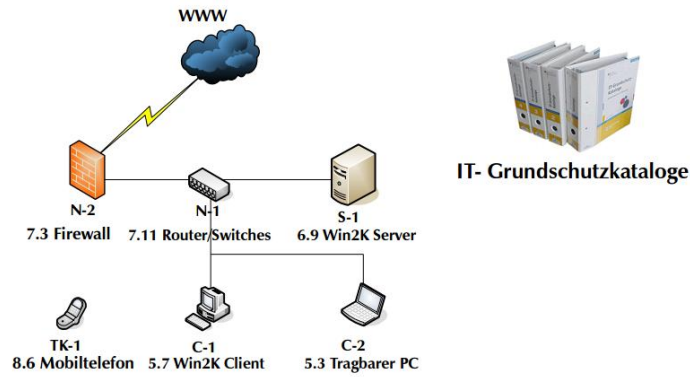 WWW
IT- Grundschutzkataloge
N-2
7.3 Firewall
N-1
7.11 Router/Switches
S-1
6.9 Win2K Server
TK-1
8.6 Mobiltelefon
C-1
5.7 Win2K Client
C-2
5.3 Tragbarer PC